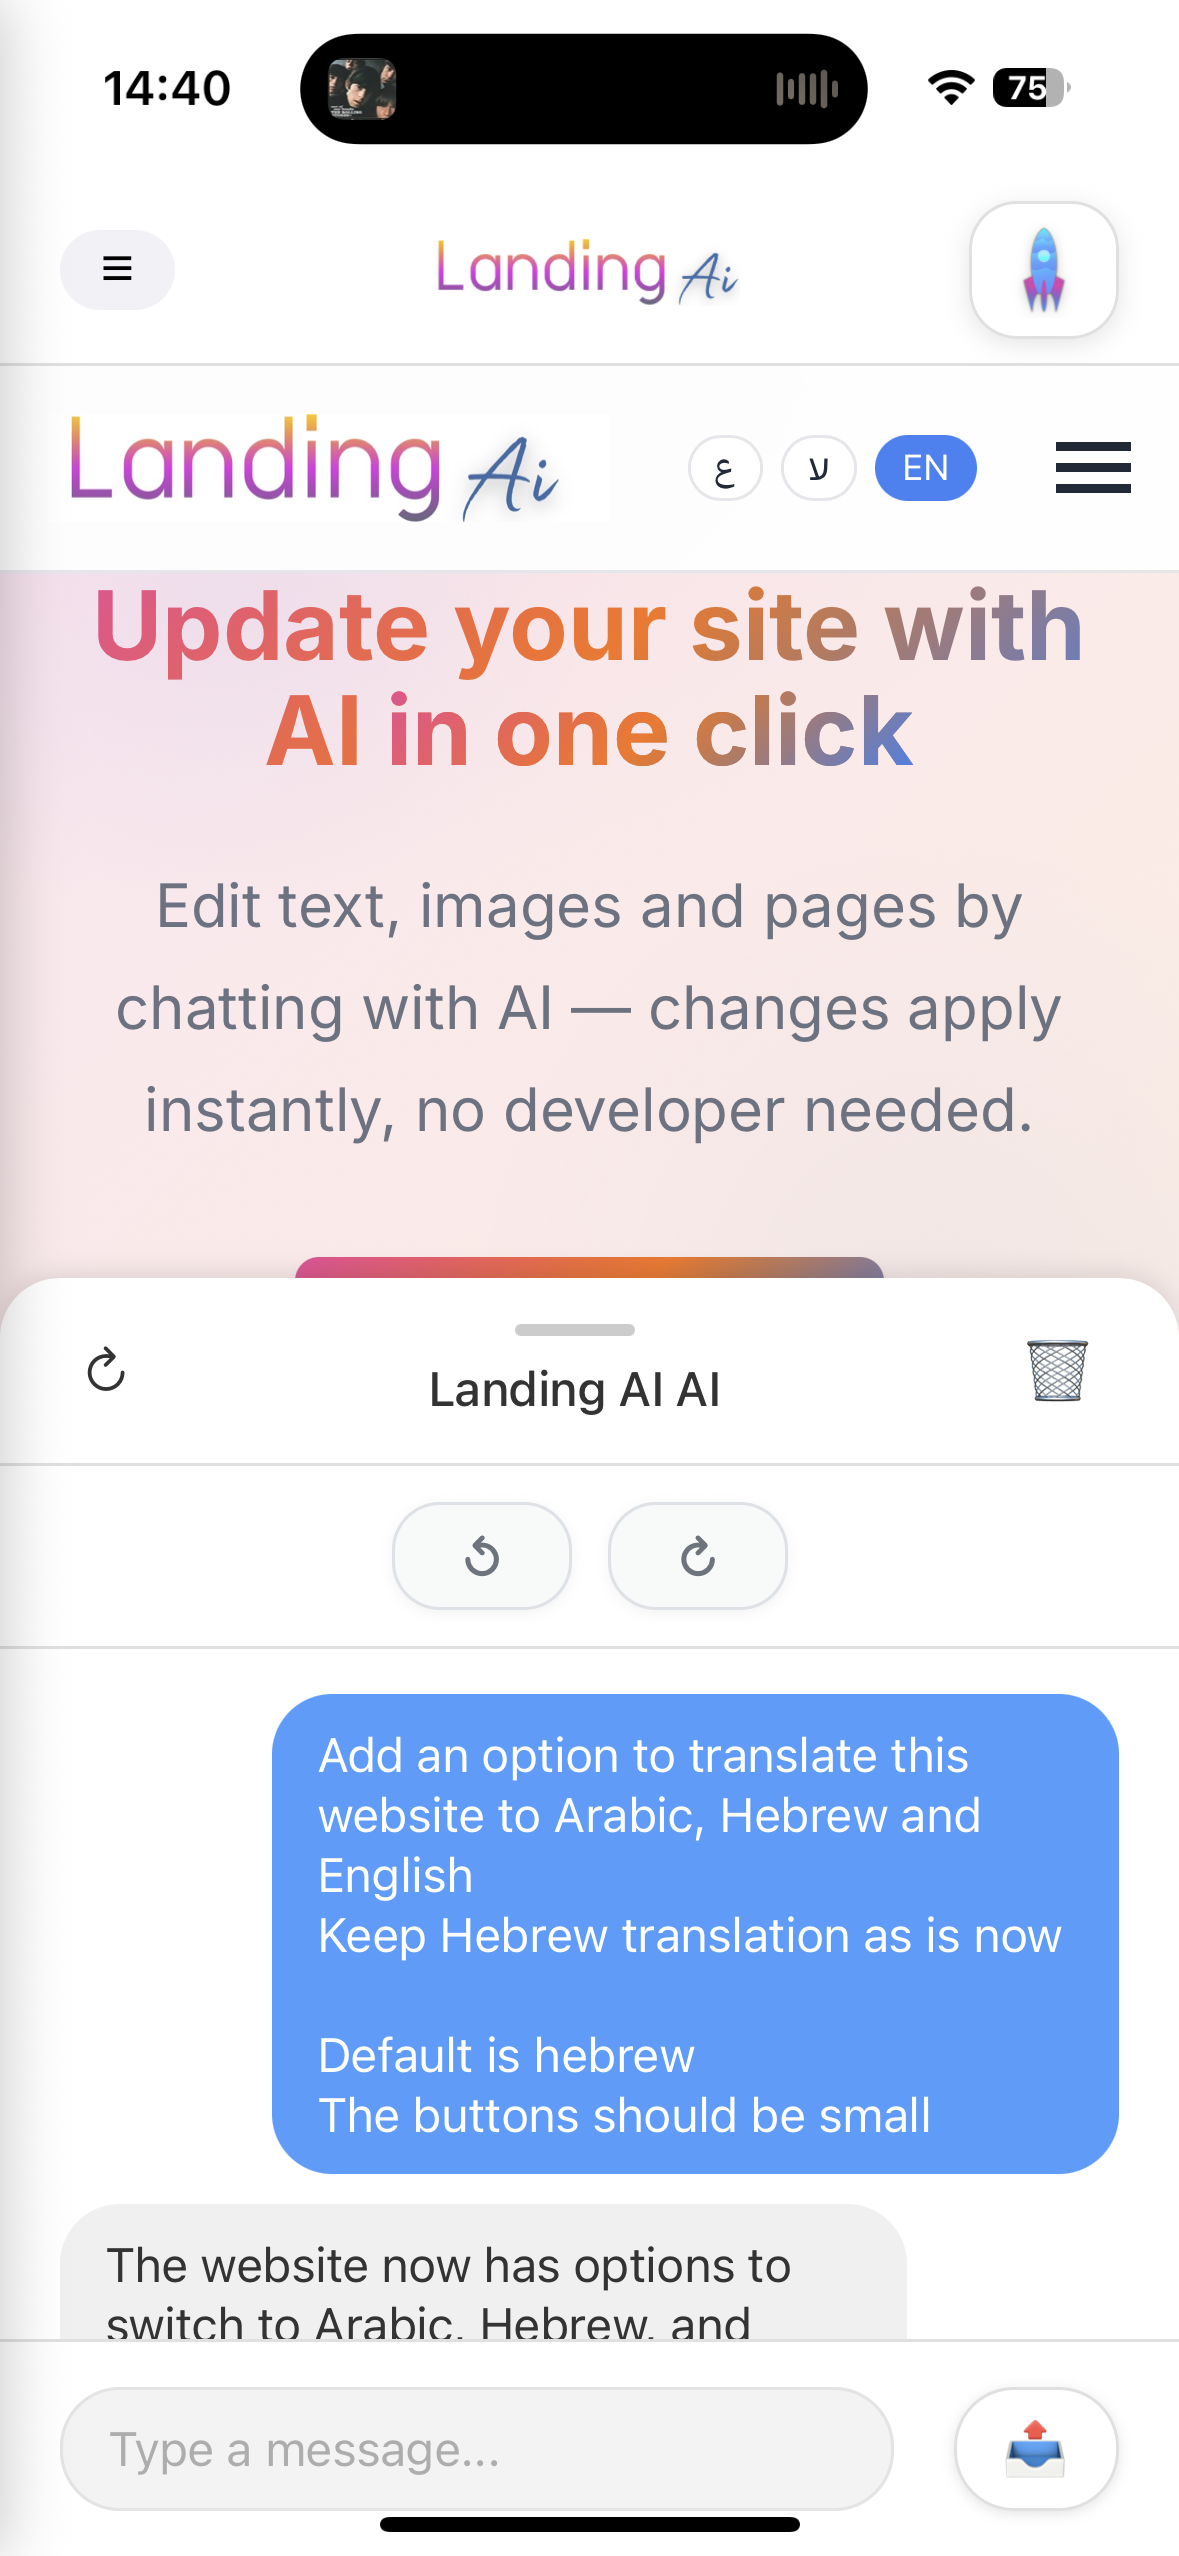 14:40
75
Landing Ai
Landing Ai
ع
עב
EN
Update your site with
AI in one click
Edit text, images and pages by
chatting with AI — changes apply
instantly, no developer needed.
Landing AI AI
Add an option to translate this
website to Arabic, Hebrew and
English
Keep Hebrew translation as is now
Default is hebrew
The buttons should be small
The website now has options to
switch to Arabic, Hebrew, and
Type a message...